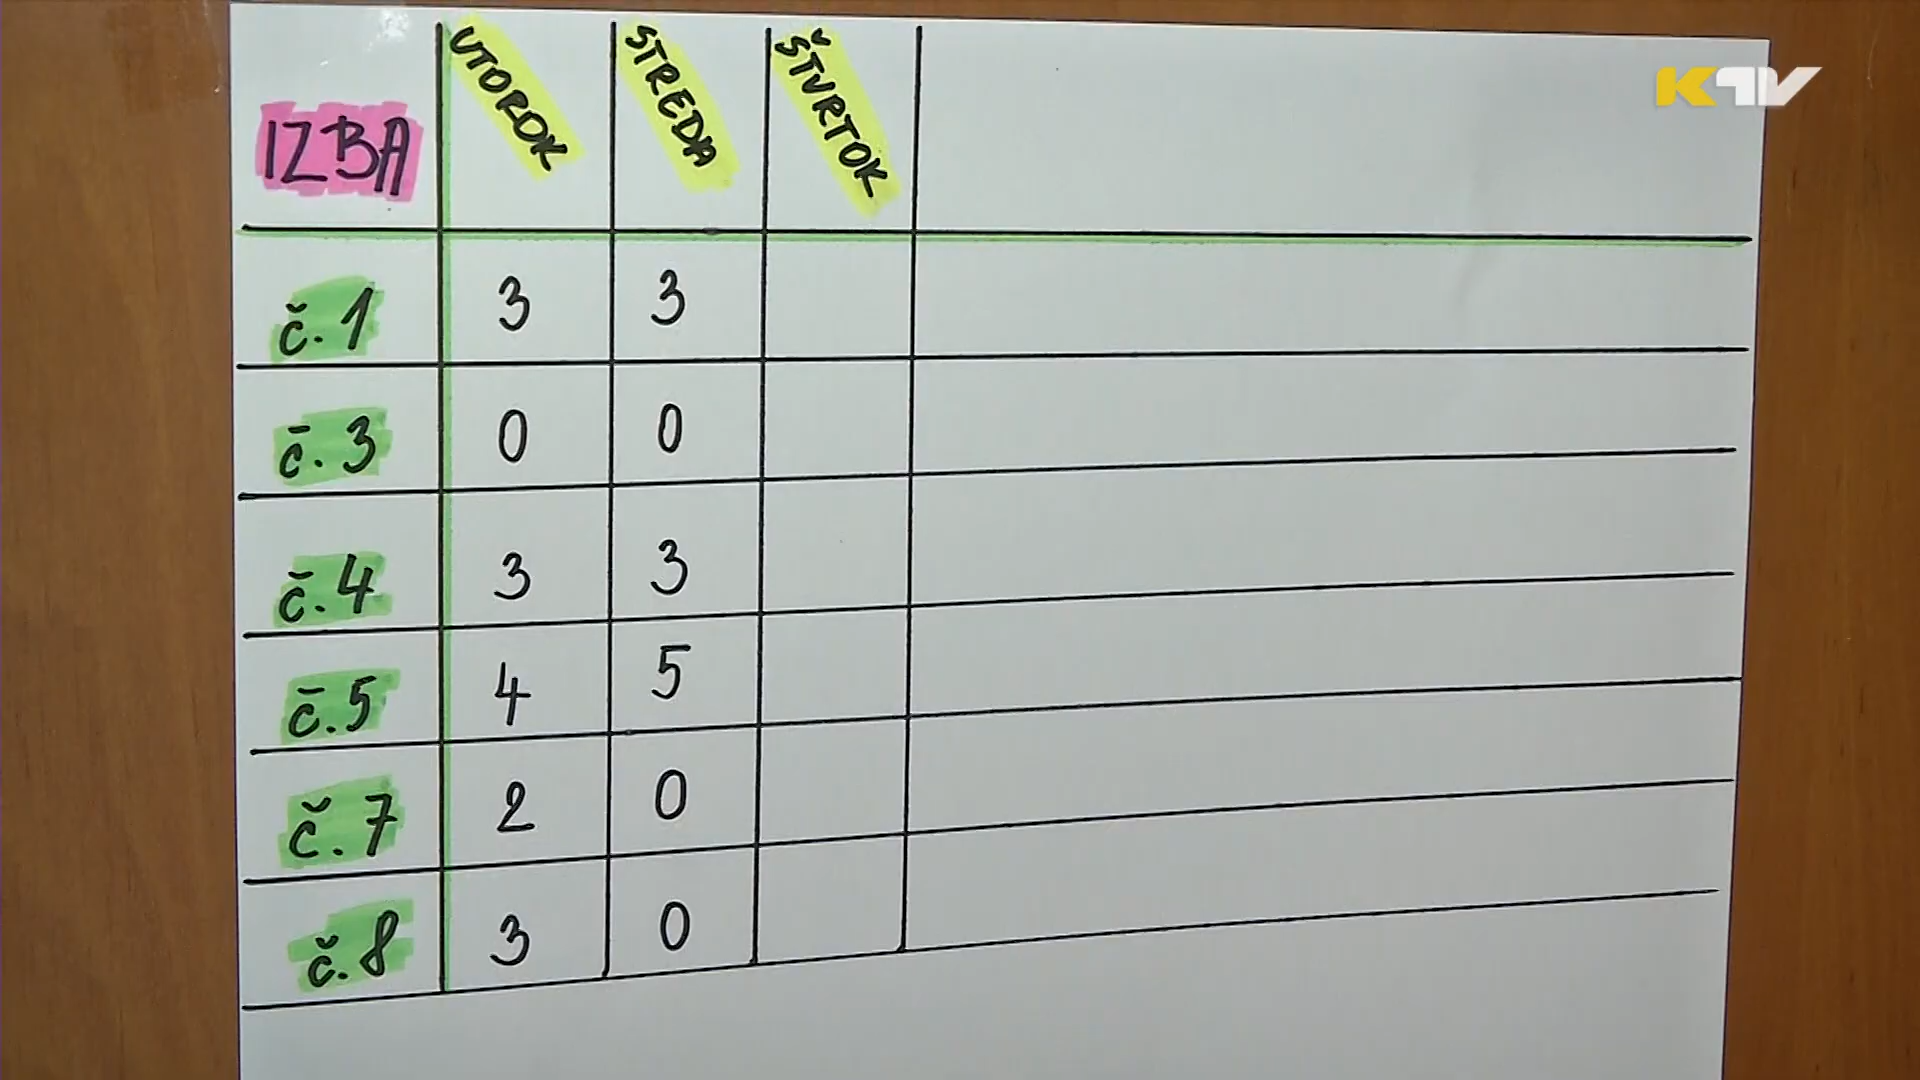 IZBA UTOROK STREDA ŠTVRTOK
č. 1 3 3
č. 3 0 0
č. 4 3 3
č. 5 4 5
č. 7 2 0
č. 8 3 0
KTV